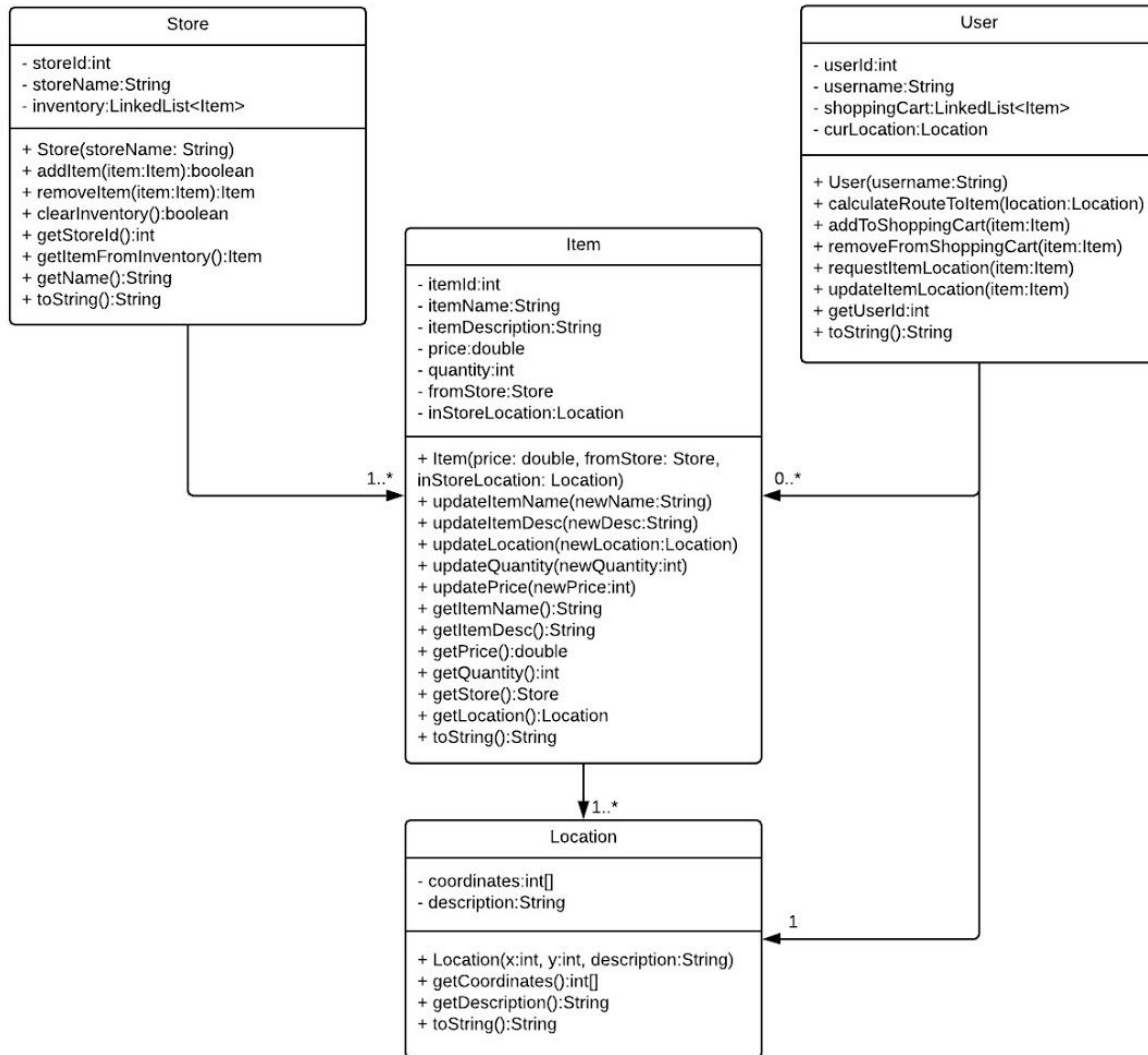 Store
- storeId:int
- storeName:String
- inventory:LinkedList<Item>
+ Store(storeName: String)
+ addItem(item:Item):boolean
+ removeItem(item:Item):Item
+ clearInventory():boolean
+ getStoreId():int
+ getItemFromInventory():Item
+ getName():String
+ toString():String
User
- userId:int
- username:String
- shoppingCart:LinkedList<Item>
- curLocation:Location
+ User(username:String)
+ calculateRouteToItem(location:Location)
+ addToShoppingCart(item:Item)
+ removeFromShoppingCart(item:Item)
+ requestItemLocation(item:Item)
+ updateItemLocation(item:Item)
+ getUserId:int
+ toString():String
Item
- itemId:int
- itemName:String
- itemDescription:String
- price:double
- quantity:int
- fromStore:Store
- inStoreLocation:Location
+ Item(price: double, fromStore: Store,
inStoreLocation: Location)
+ updateItemName(newName:String)
+ updateItemDesc(newDesc:String)
+ updateLocation(newLocation:Location)
+ updateQuantity(newQuantity:int)
+ updatePrice(newPrice:int)
+ getItemName():String
+ getItemDesc():String
+ getPrice():double
+ getQuantity():int
+ getStore():Store
+ getLocation():Location
+ toString():String
1..*
0..*
1..*
Location
- coordinates:int[]
- description:String
+ Location(x:int, y:int, description:String)
+ getCoordinates():int[]
+ getDescription():String
+ toString():String
1